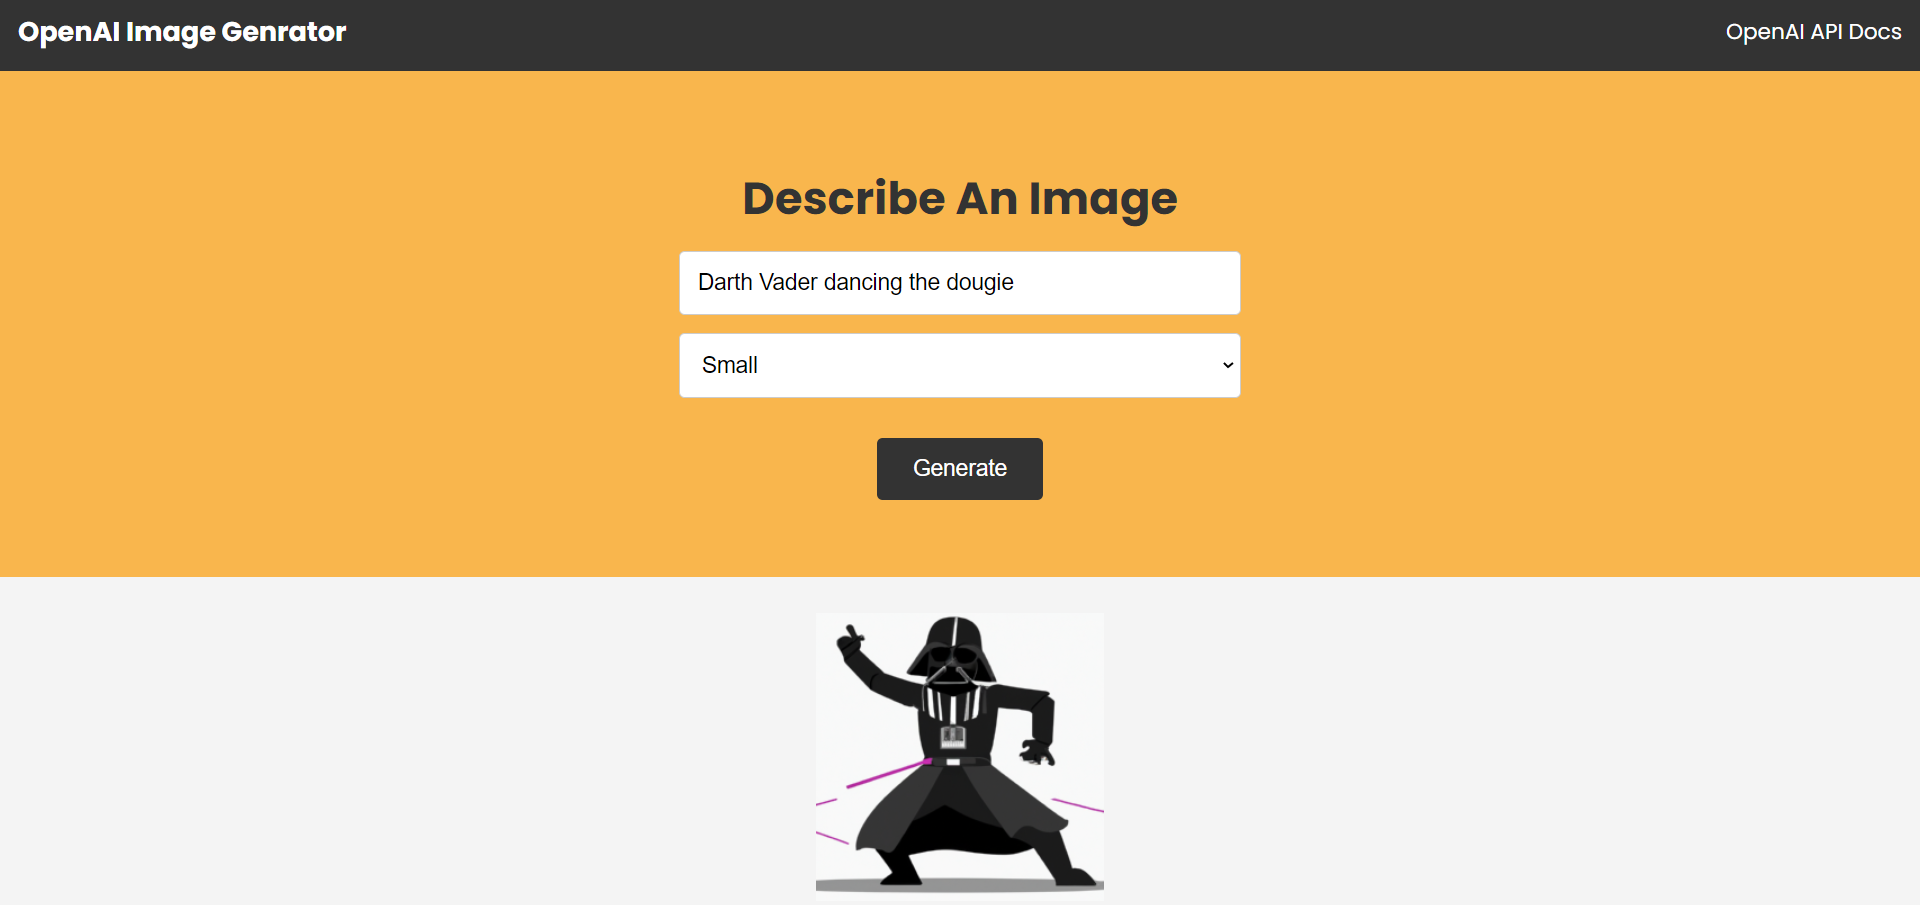 OpenAI Image Genrator
OpenAI API Docs
Describe An Image
Darth Vader dancing the dougie
Small
Generate